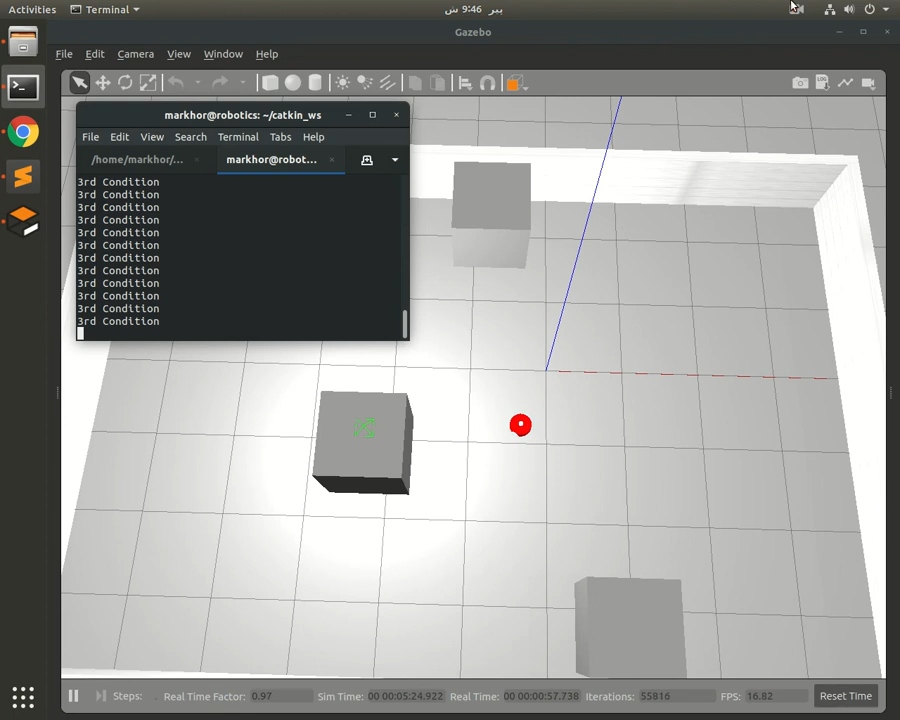 Activities
Terminal
پیر 9:46 ش
Gazebo
File Edit Camera View Window Help
LOG
markhor@robotics: ~/catkin_ws
File Edit View Search Terminal Tabs Help
/home/markhor/... × markhor@robot... ×
3rd Condition
3rd Condition
3rd Condition
3rd Condition
3rd Condition
3rd Condition
3rd Condition
3rd Condition
3rd Condition
3rd Condition
3rd Condition
3rd Condition
Steps: Real Time Factor: 0.97 Sim Time: 00 00:05:24.922 Real Time: 00 00:00:57.738 Iterations: 55816 FPS: 16.82 Reset Time